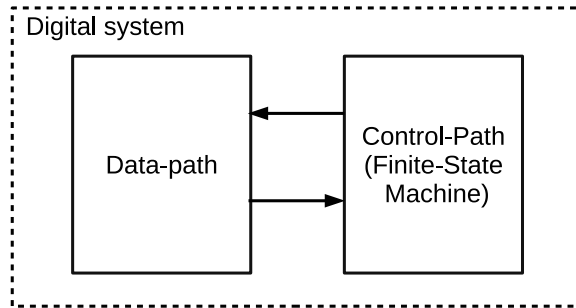 Digital system
Data-path
Control-Path
(Finite-State
Machine)